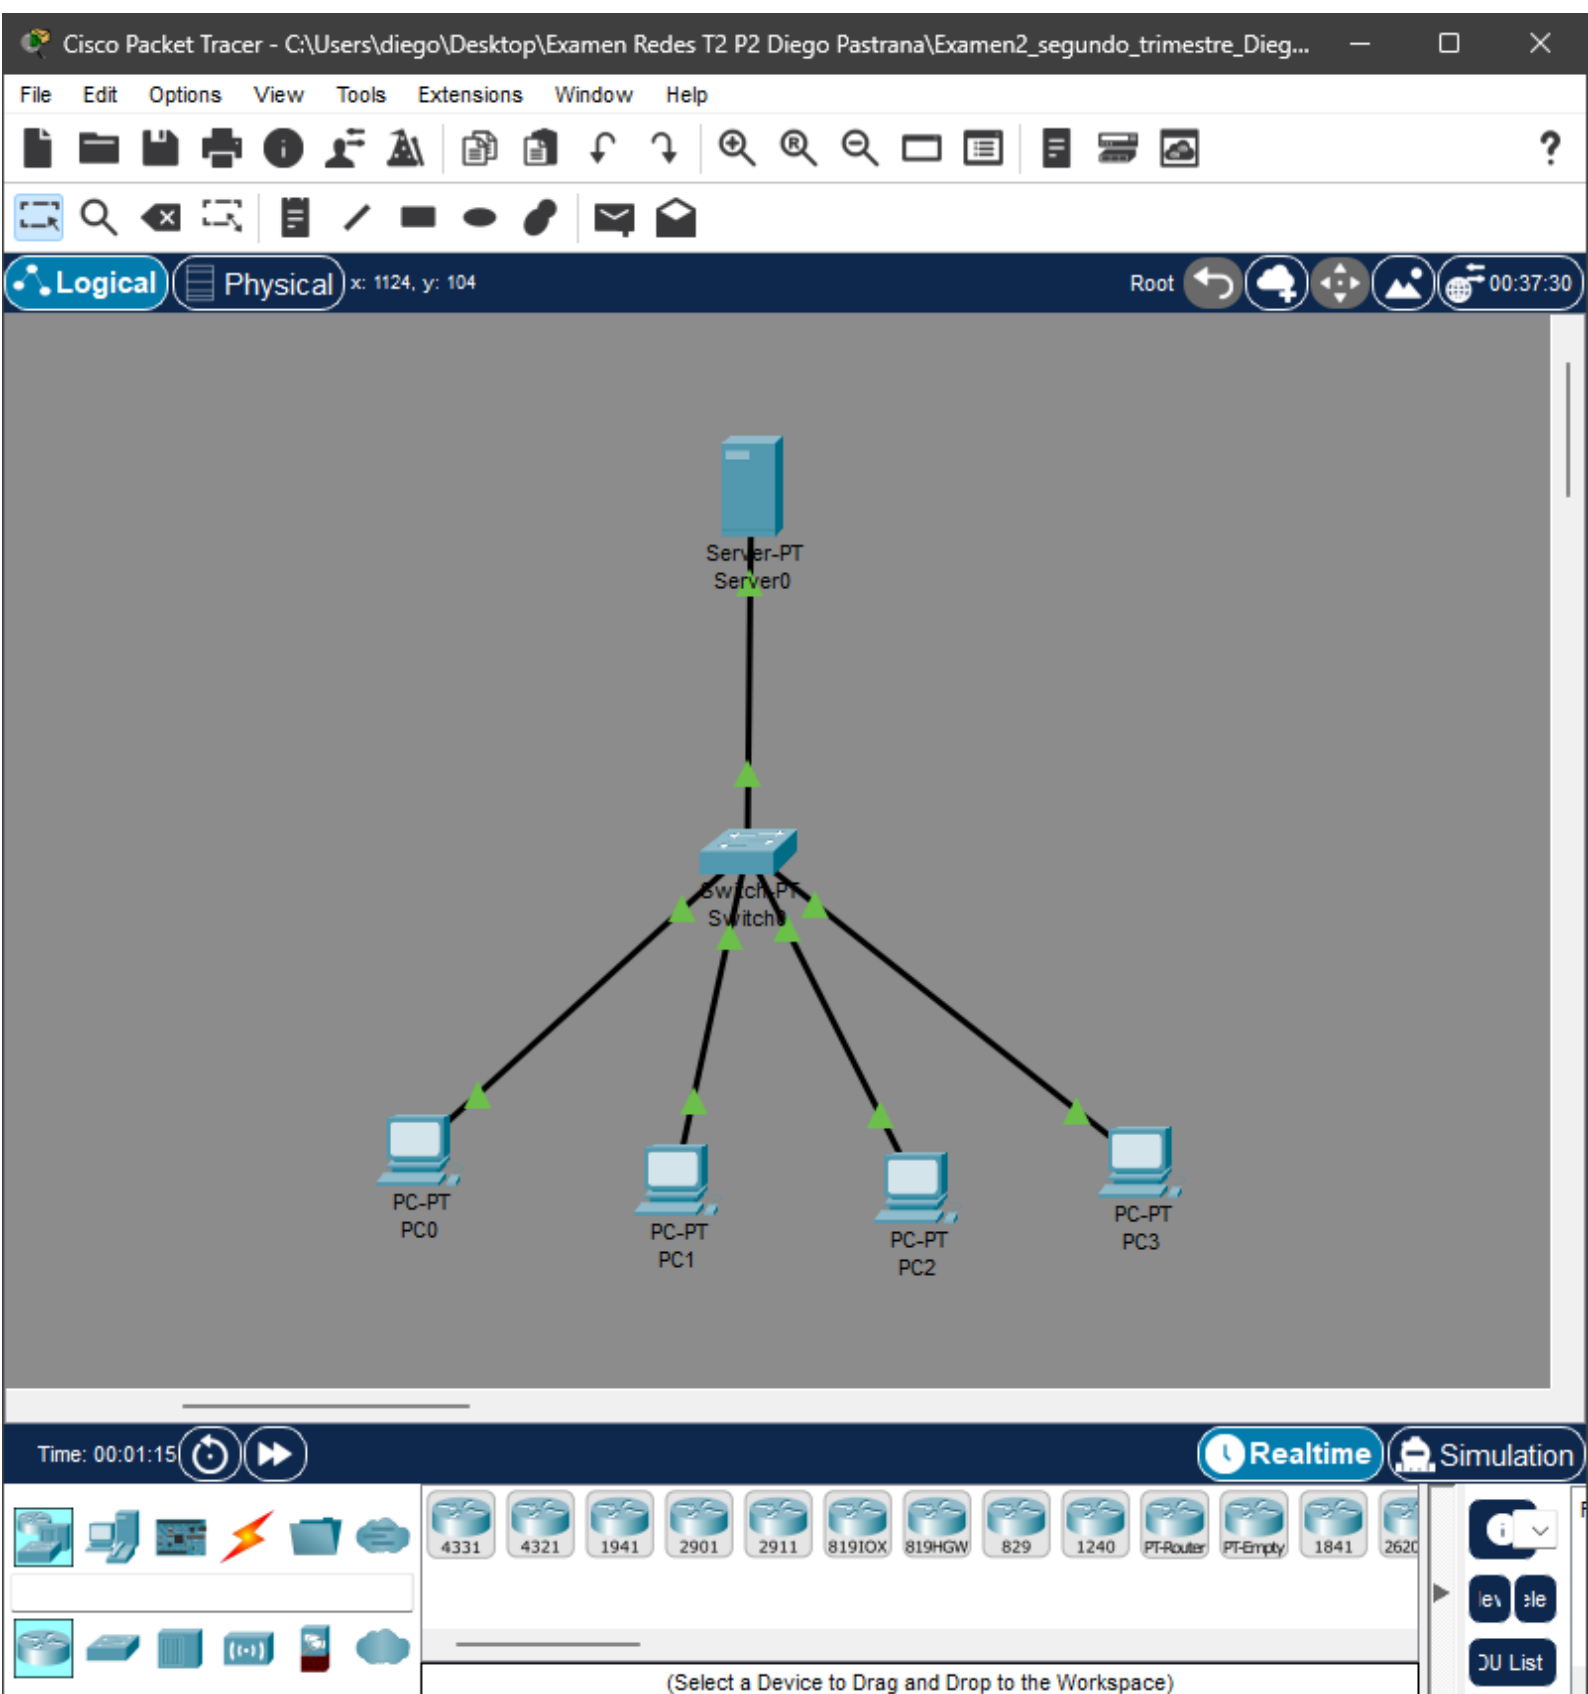 Cisco Packet Tracer - C:\Users\diego\Desktop\Examen Redes T2 P2 Diego Pastrana\Examen2_segundo_trimestre_Dieg...
File Edit Options View Tools Extensions Window Help
Logical Physical x: 1124, y: 104 Root 00:37:30
Server-PT
Server0
Switch-PT
Switch0
PC-PT
PC0
PC-PT
PC1
PC-PT
PC2
PC-PT
PC3
Time: 00:01:15 Realtime Simulation
4331 4321 1941 2901 2911 819IOX 819HGW 829 1240 PT-Router PT-Empty 1841 2620
(Select a Device to Drag and Drop to the Workspace)
List